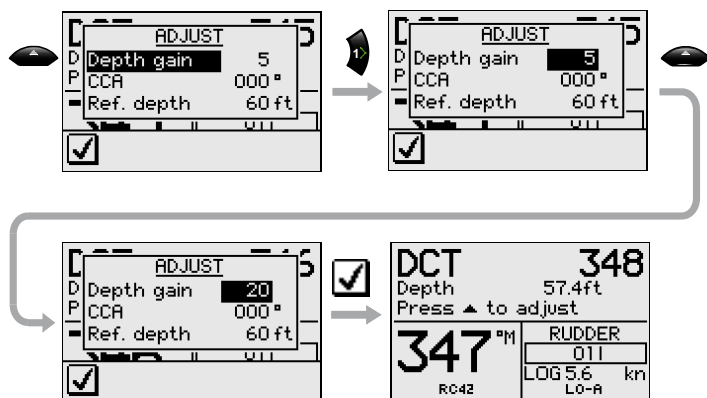 ADJUST
Depth gain 5
CCA 000°
Ref. depth 60 ft
1
ADJUST
Depth gain 5
CCA 000°
Ref. depth 60 ft
ADJUST
Depth gain 20
CCA 000°
Ref. depth 60 ft
DCT 348
Depth 57.4ft
Press ▲ to adjust
347°M
RC42
RUDDER
01I
LOG 5.6 kn
LO-A